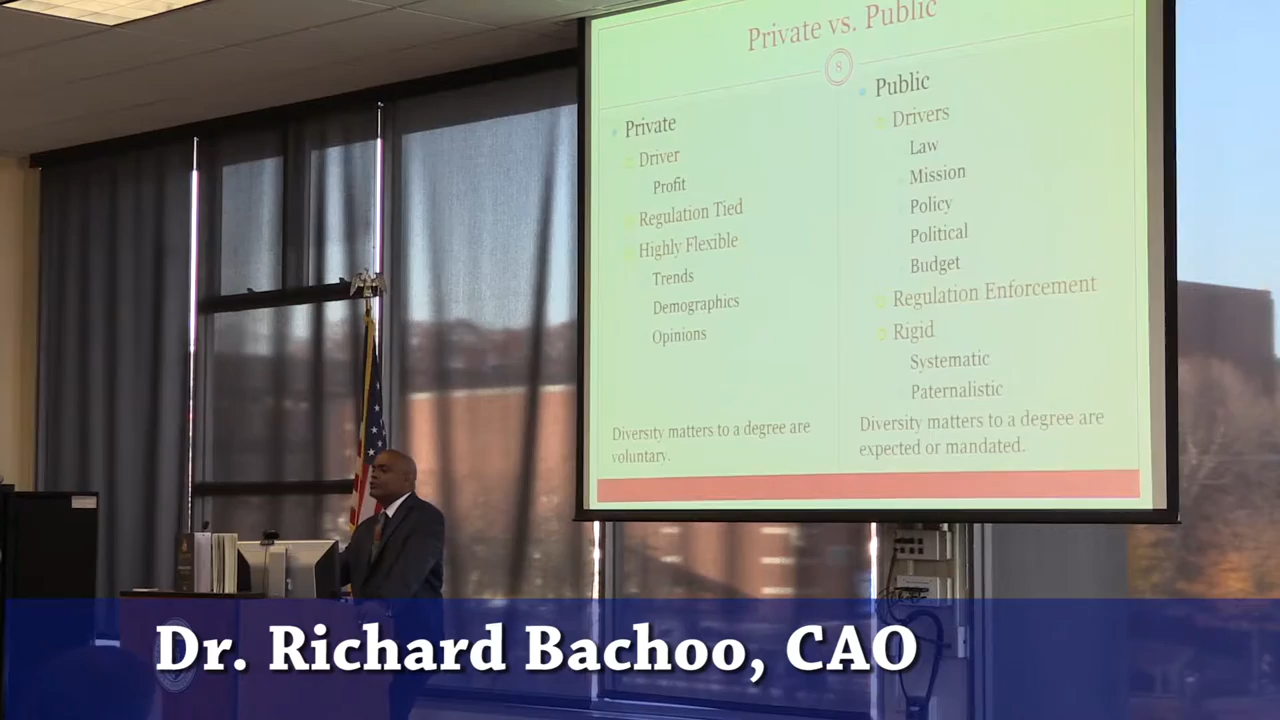 Private vs. Public
8
Private
Driver
Profit
Regulation Tied
Highly Flexible
Trends
Demographics
Opinions
Diversity matters to a degree are
voluntary.
Public
Drivers
Law
Mission
Policy
Political
Budget
Regulation Enforcement
Rigid
Systematic
Paternalistic
Diversity matters to a degree are
expected or mandated.
Dr. Richard Bachoo, CAO